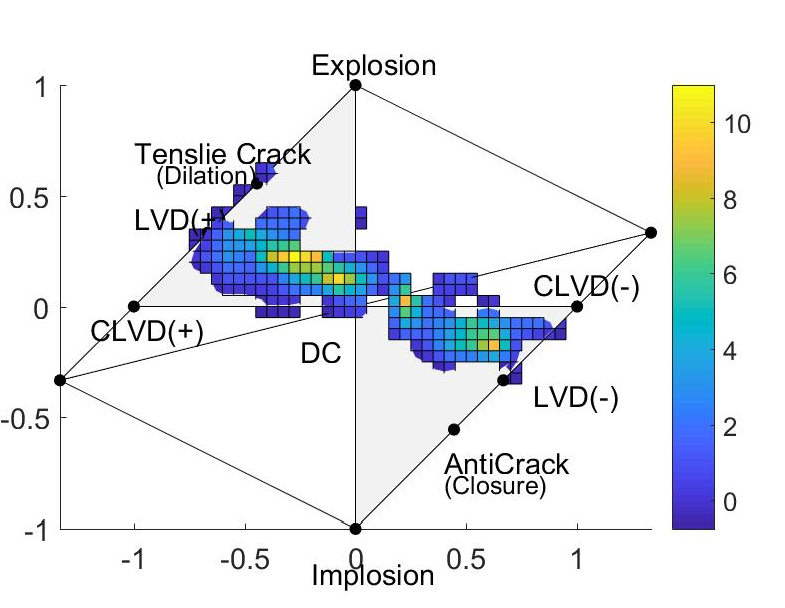 Explosion
1
10
Tenslie Crack
(Dilation)
0.5
8
LVD(+)
6
CLVD(-)
0
CLVD(+)
DC
4
LVD(-)
-0.5
2
AntiCrack
(Closure)
0
-1
-1 -0.5 0 0.5 1
Implosion